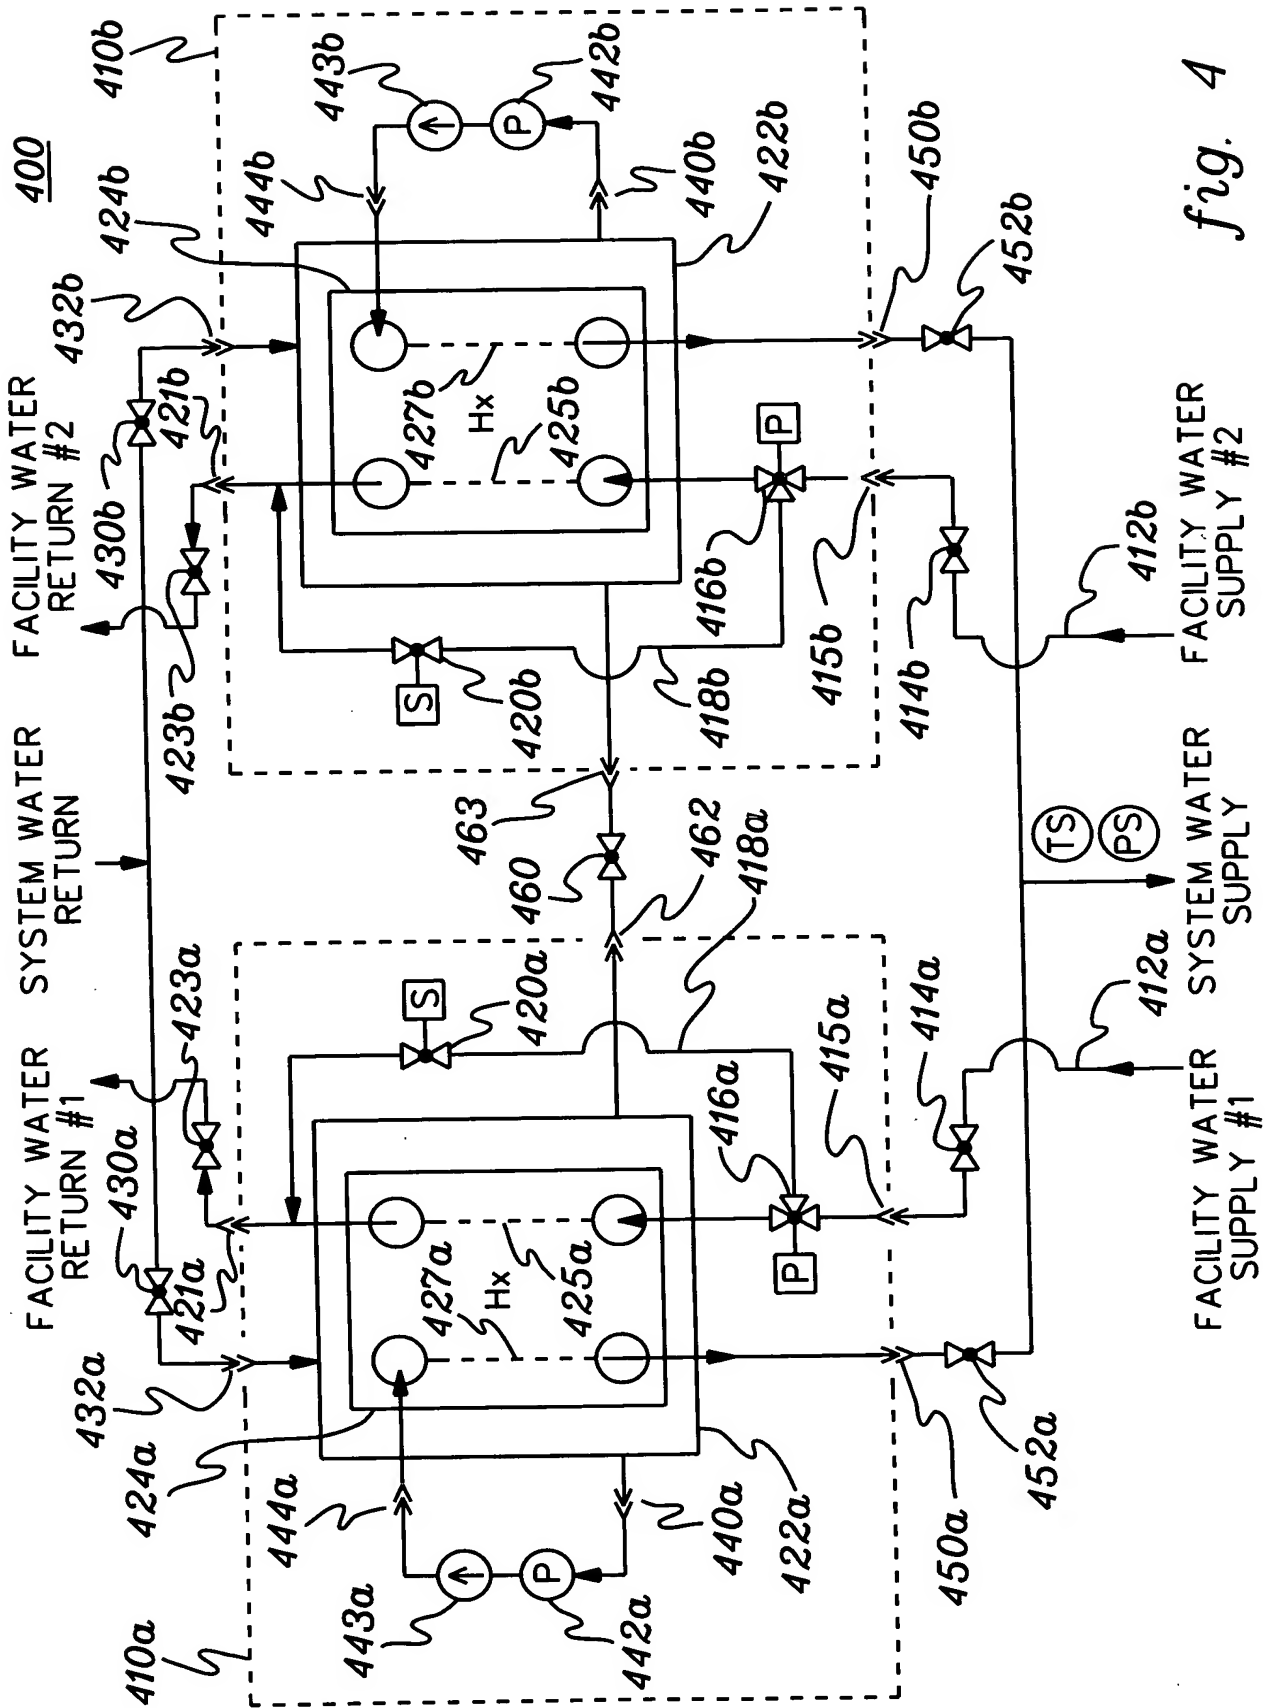 400
410b
443b
442b
424b
444b
440b
422b
432b
450b
452b
FACILITY WATER
RETURN #2
421b
430b
427b
Hx
425b
P
P
416b
415b
414b
412b
FACILITY WATER
SUPPLY #2
423b
S
420b
418b
SYSTEM WATER
RETURN
463
460
462
418a
TS
PS
SYSTEM WATER
SUPPLY
423a
S
420a
415a
414a
412a
FACILITY WATER
RETURN #1
430a
421a
416a
427a
Hx
425a
P
FACILITY WATER
SUPPLY #1
432a
424a
444a
440a
422a
450a
452a
410a
443a
P
442a
fig. 4